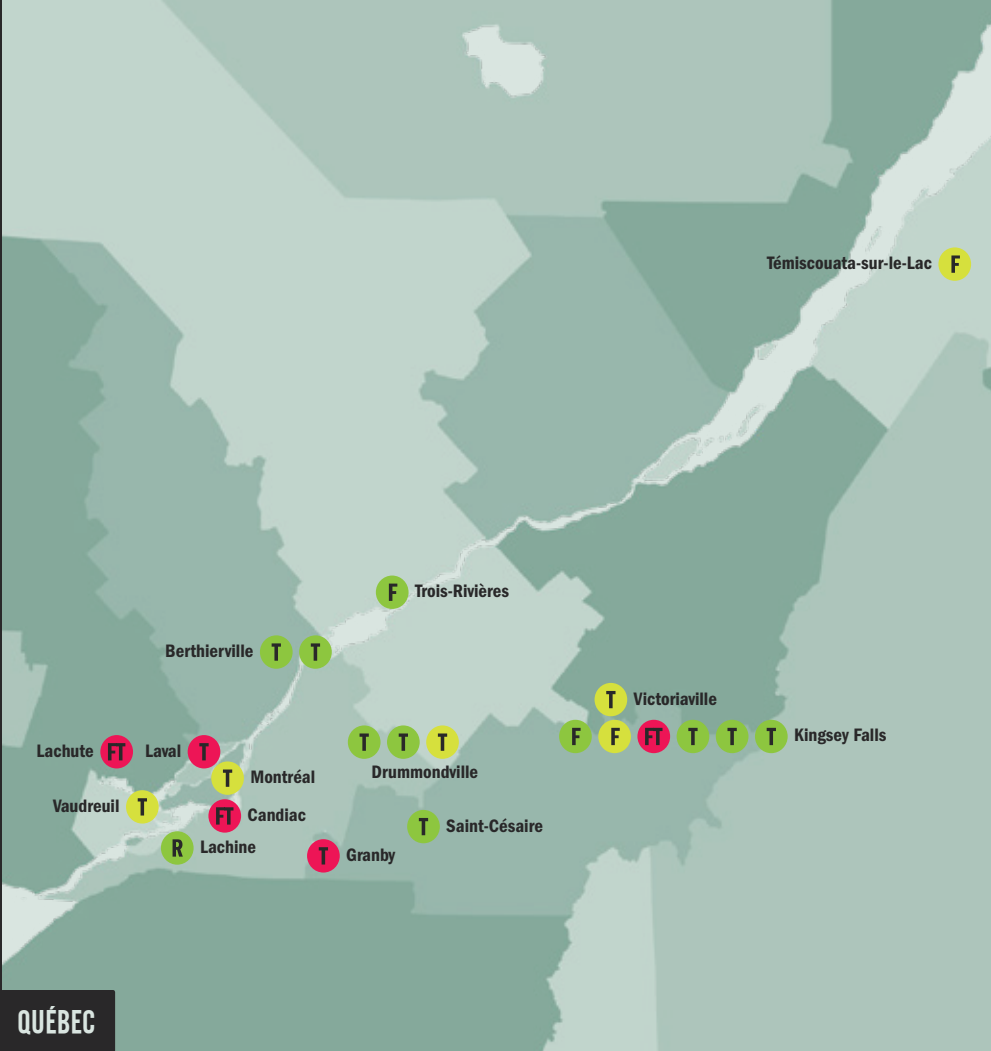 Témiscouata-sur-le-Lac F
F Trois-Rivières
Berthierville T T
T Victoriaville
F F FT T T T Kingsey Falls
T T T
Drummondville
Lachute FT Laval T
T Montréal
Vaudreuil T
FT Candiac
T Saint-Césaire
R Lachine
T Granby
QUÉBEC